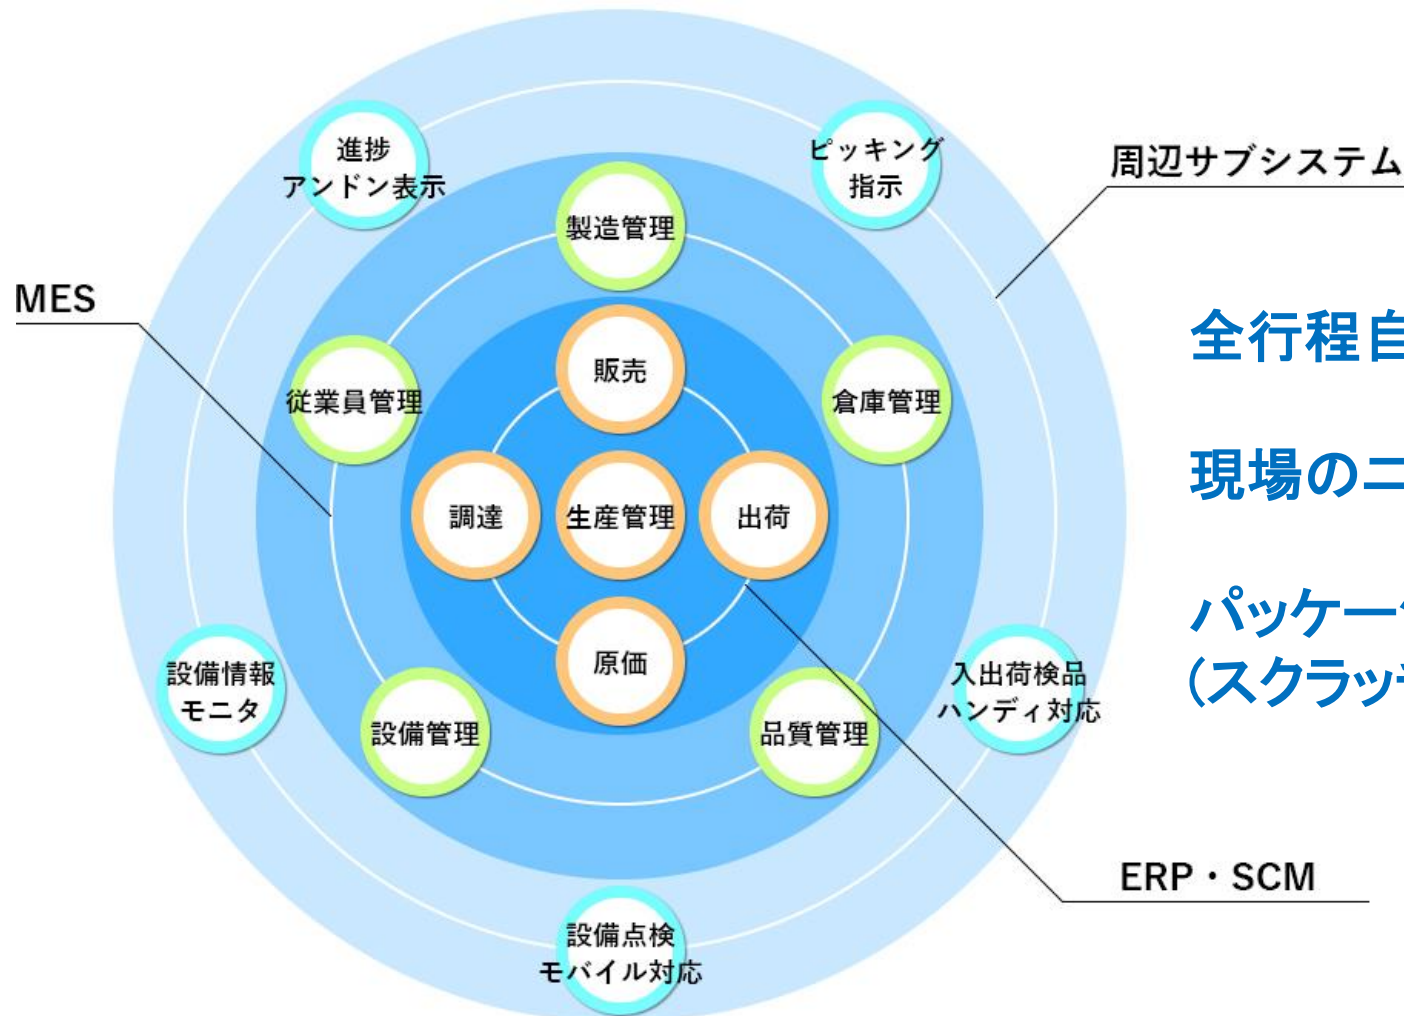 進捗
アンドン表示
ピッキング
指示
周辺サブシステム
製造管理
MES
販売
従業員管理
倉庫管理
全行程自
調達
生産管理
出荷
現場のニ
原価
パッケー
(スクラッ
設備情報
モニタ
設備管理
品質管理
入出荷検品
ハンディ対応
ERP・SCM
設備点検
モバイル対応